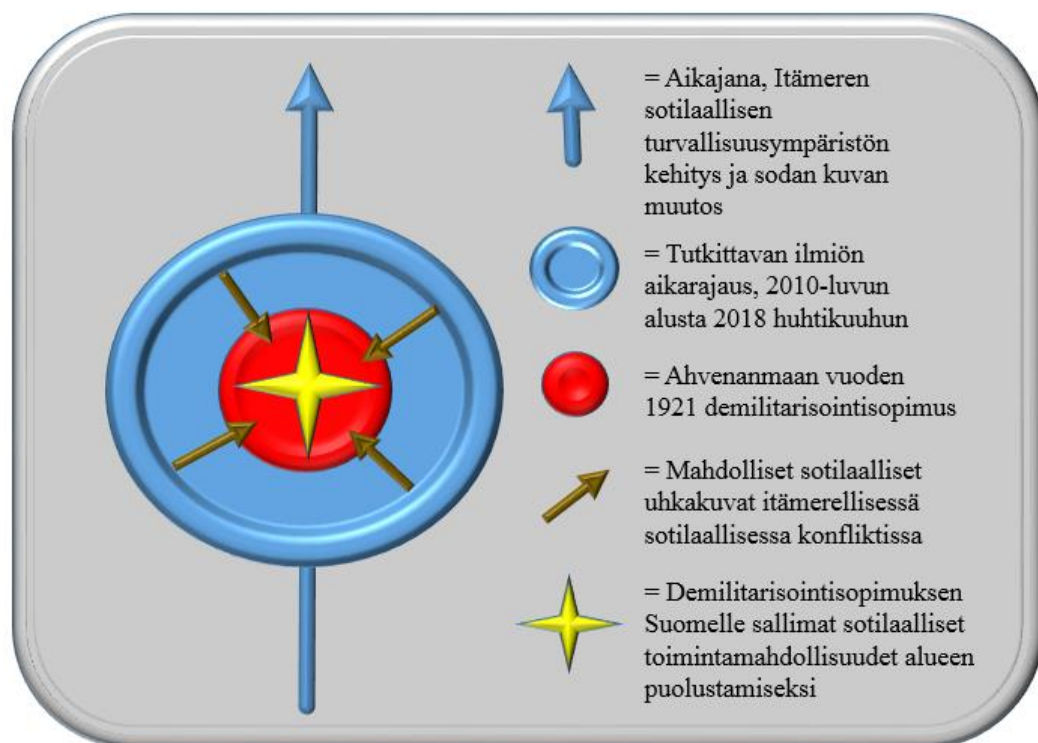 = Aikajana, Itämeren
sotilaallisen
turvallisuusympäristön
kehitys ja sodan kuvan
muutos
= Tutkittavan ilmiön
aikarajaus, 2010-luvun
alusta 2018 huhtikuuhun
= Ahvenanmaan vuoden
1921 demilitarisointisopimus
= Mahdolliset sotilaalliset
uhkakuvat itämerellisessä
sotilaallisessa konfliktissa
= Demilitarisointisopimuksen
Suomelle sallimat sotilaalliset
toimintamahdollisuudet alueen
puolustamiseksi